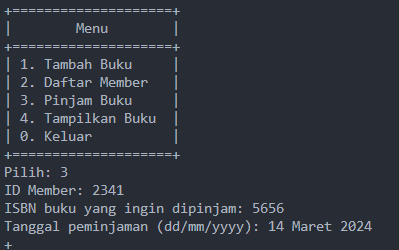 +====================+
|        Menu        |
+====================+
| 1. Tambah Buku     |
| 2. Daftar Member   |
| 3. Pinjam Buku     |
| 4. Tampilkan Buku  |
| 0. Keluar          |
+====================+
Pilih: 3
ID Member: 2341
ISBN buku yang ingin dipinjam: 5656
Tanggal peminjaman (dd/mm/yyyy): 14 Maret 2024
+